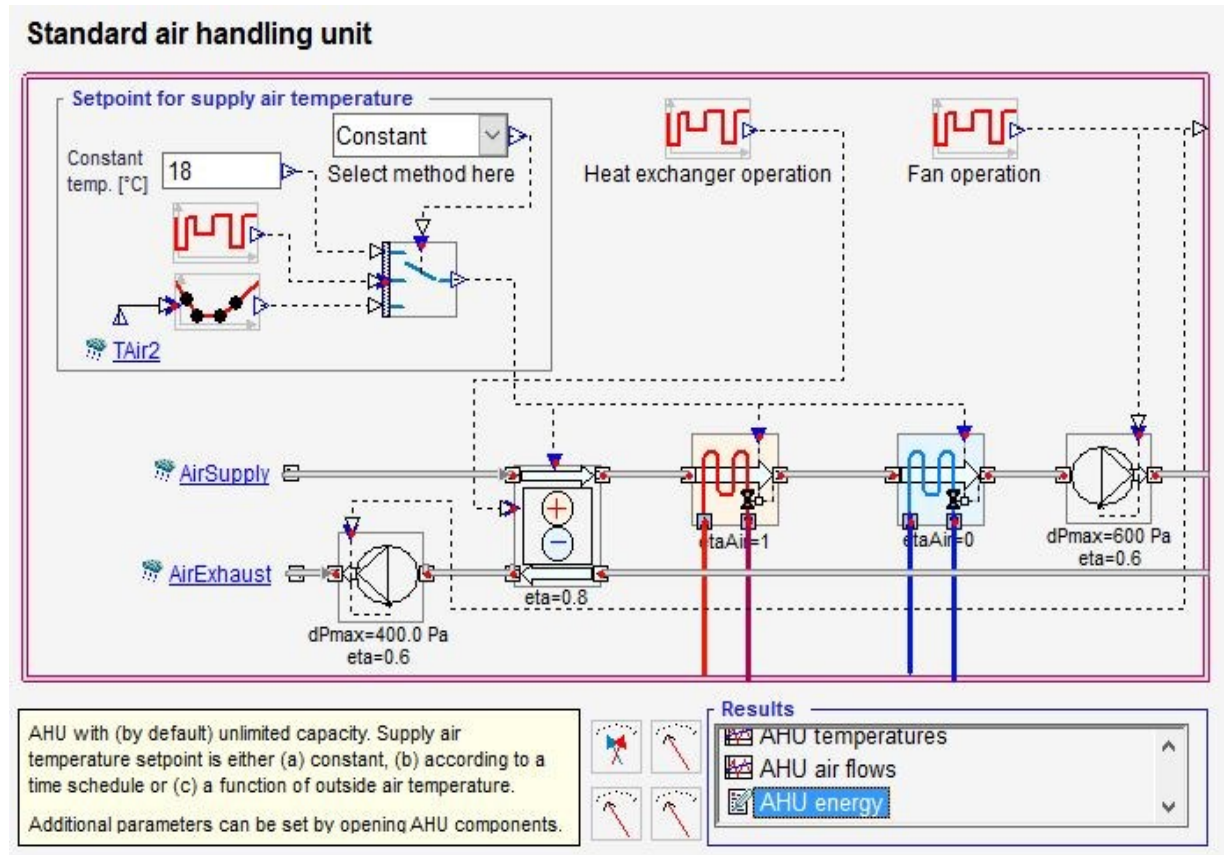 Standard air handling unit
Setpoint for supply air temperature
Constant
Select method here
Constant
temp. [°C]
18
TAir2
Heat exchanger operation
Fan operation
AirSupply
AirExhaust
dPmax=400.0 Pa
eta=0.6
eta=0.8
etaAir=1
etaAir=0
dPmax=600 Pa
eta=0.6
AHU with (by default) unlimited capacity. Supply air
temperature setpoint is either (a) constant, (b) according to a
time schedule or (c) a function of outside air temperature.
Additional parameters can be set by opening AHU components.
Results
AHU temperatures
AHU air flows
AHU energy